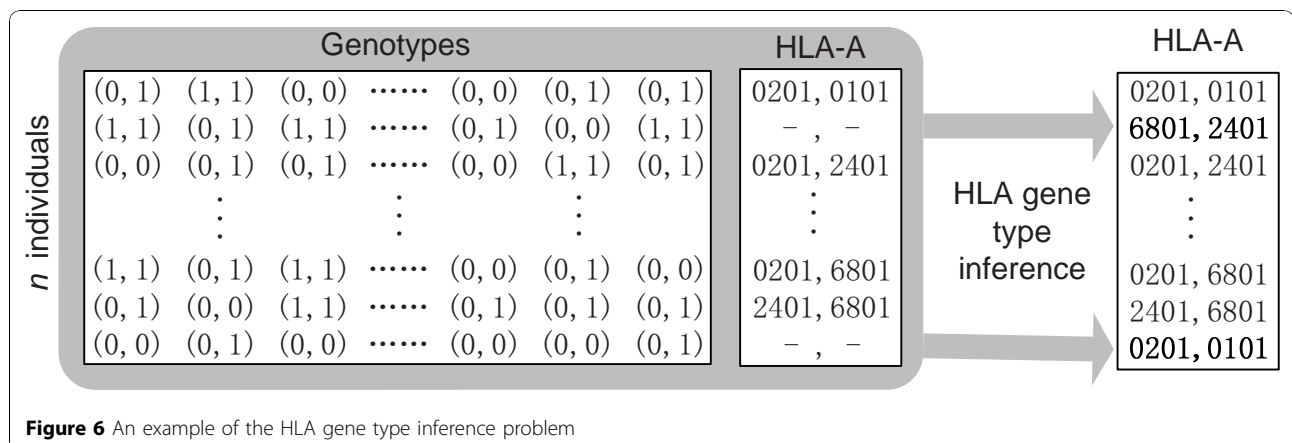 Genotypes HLA-A HLA-A
n individuals
(0, 1) (1, 1) (0, 0) …… (0, 0) (0, 1) (0, 1) 0201, 0101 0201, 0101
(1, 1) (0, 1) (1, 1) …… (0, 1) (0, 0) (1, 1) – , – 6801, 2401
(0, 0) (0, 1) (0, 1) …… (0, 0) (1, 1) (0, 1) 0201, 2401 0201, 2401
⋮ ⋮ ⋮ ⋮ ⋮
HLA gene
type
inference
(1, 1) (0, 1) (1, 1) …… (0, 0) (0, 1) (0, 0) 0201, 6801 0201, 6801
(0, 1) (0, 0) (1, 1) …… (0, 1) (0, 1) (0, 1) 2401, 6801 2401, 6801
(0, 0) (0, 1) (0, 0) …… (0, 0) (0, 0) (0, 1) – , – 0201, 0101
Figure 6 An example of the HLA gene type inference problem